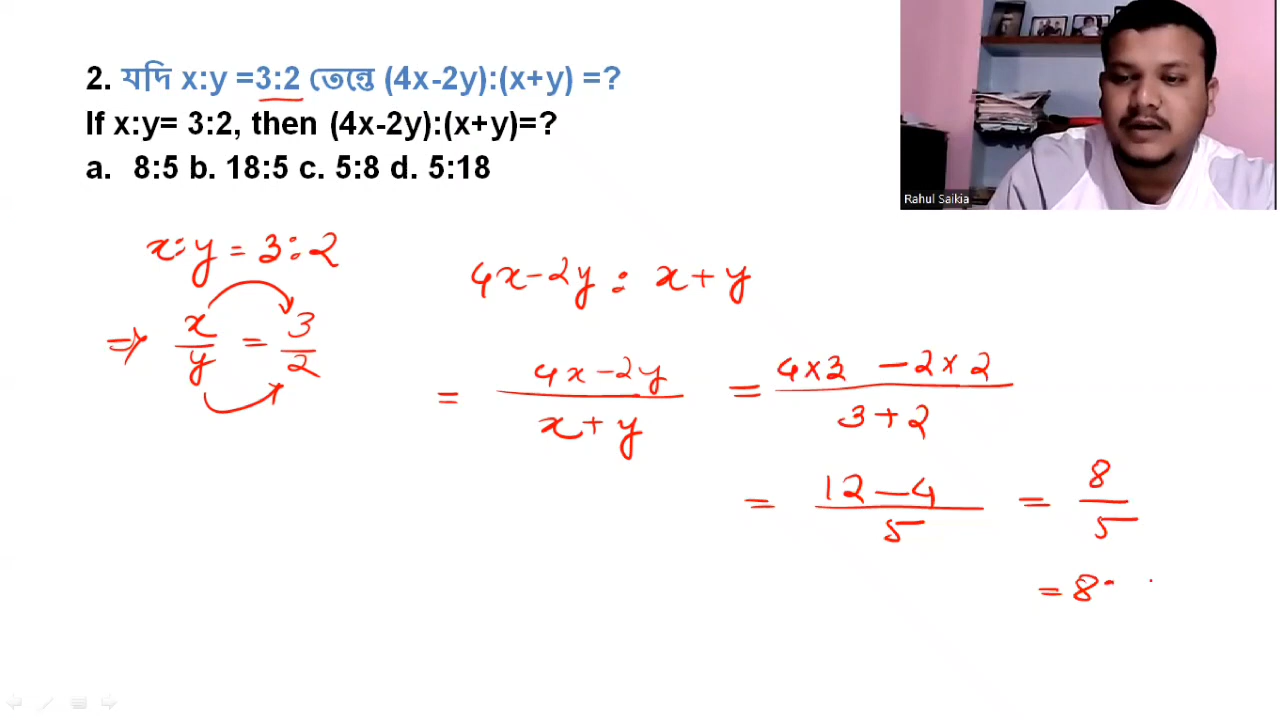 2. যদি x:y =3:2 তেন্তে (4x-2y):(x+y) =?
If x:y= 3:2, then (4x-2y):(x+y)=?
a. 8:5 b. 18:5 c. 5:8 d. 5:18
Rahul Saikia
x:y = 3:2
4x-2y : x+y
⇒ x/y = 3/2
= 4x-2y/x+y = 4×3 - 2×2/3+2
= 12-4/5 = 8/5
= 8